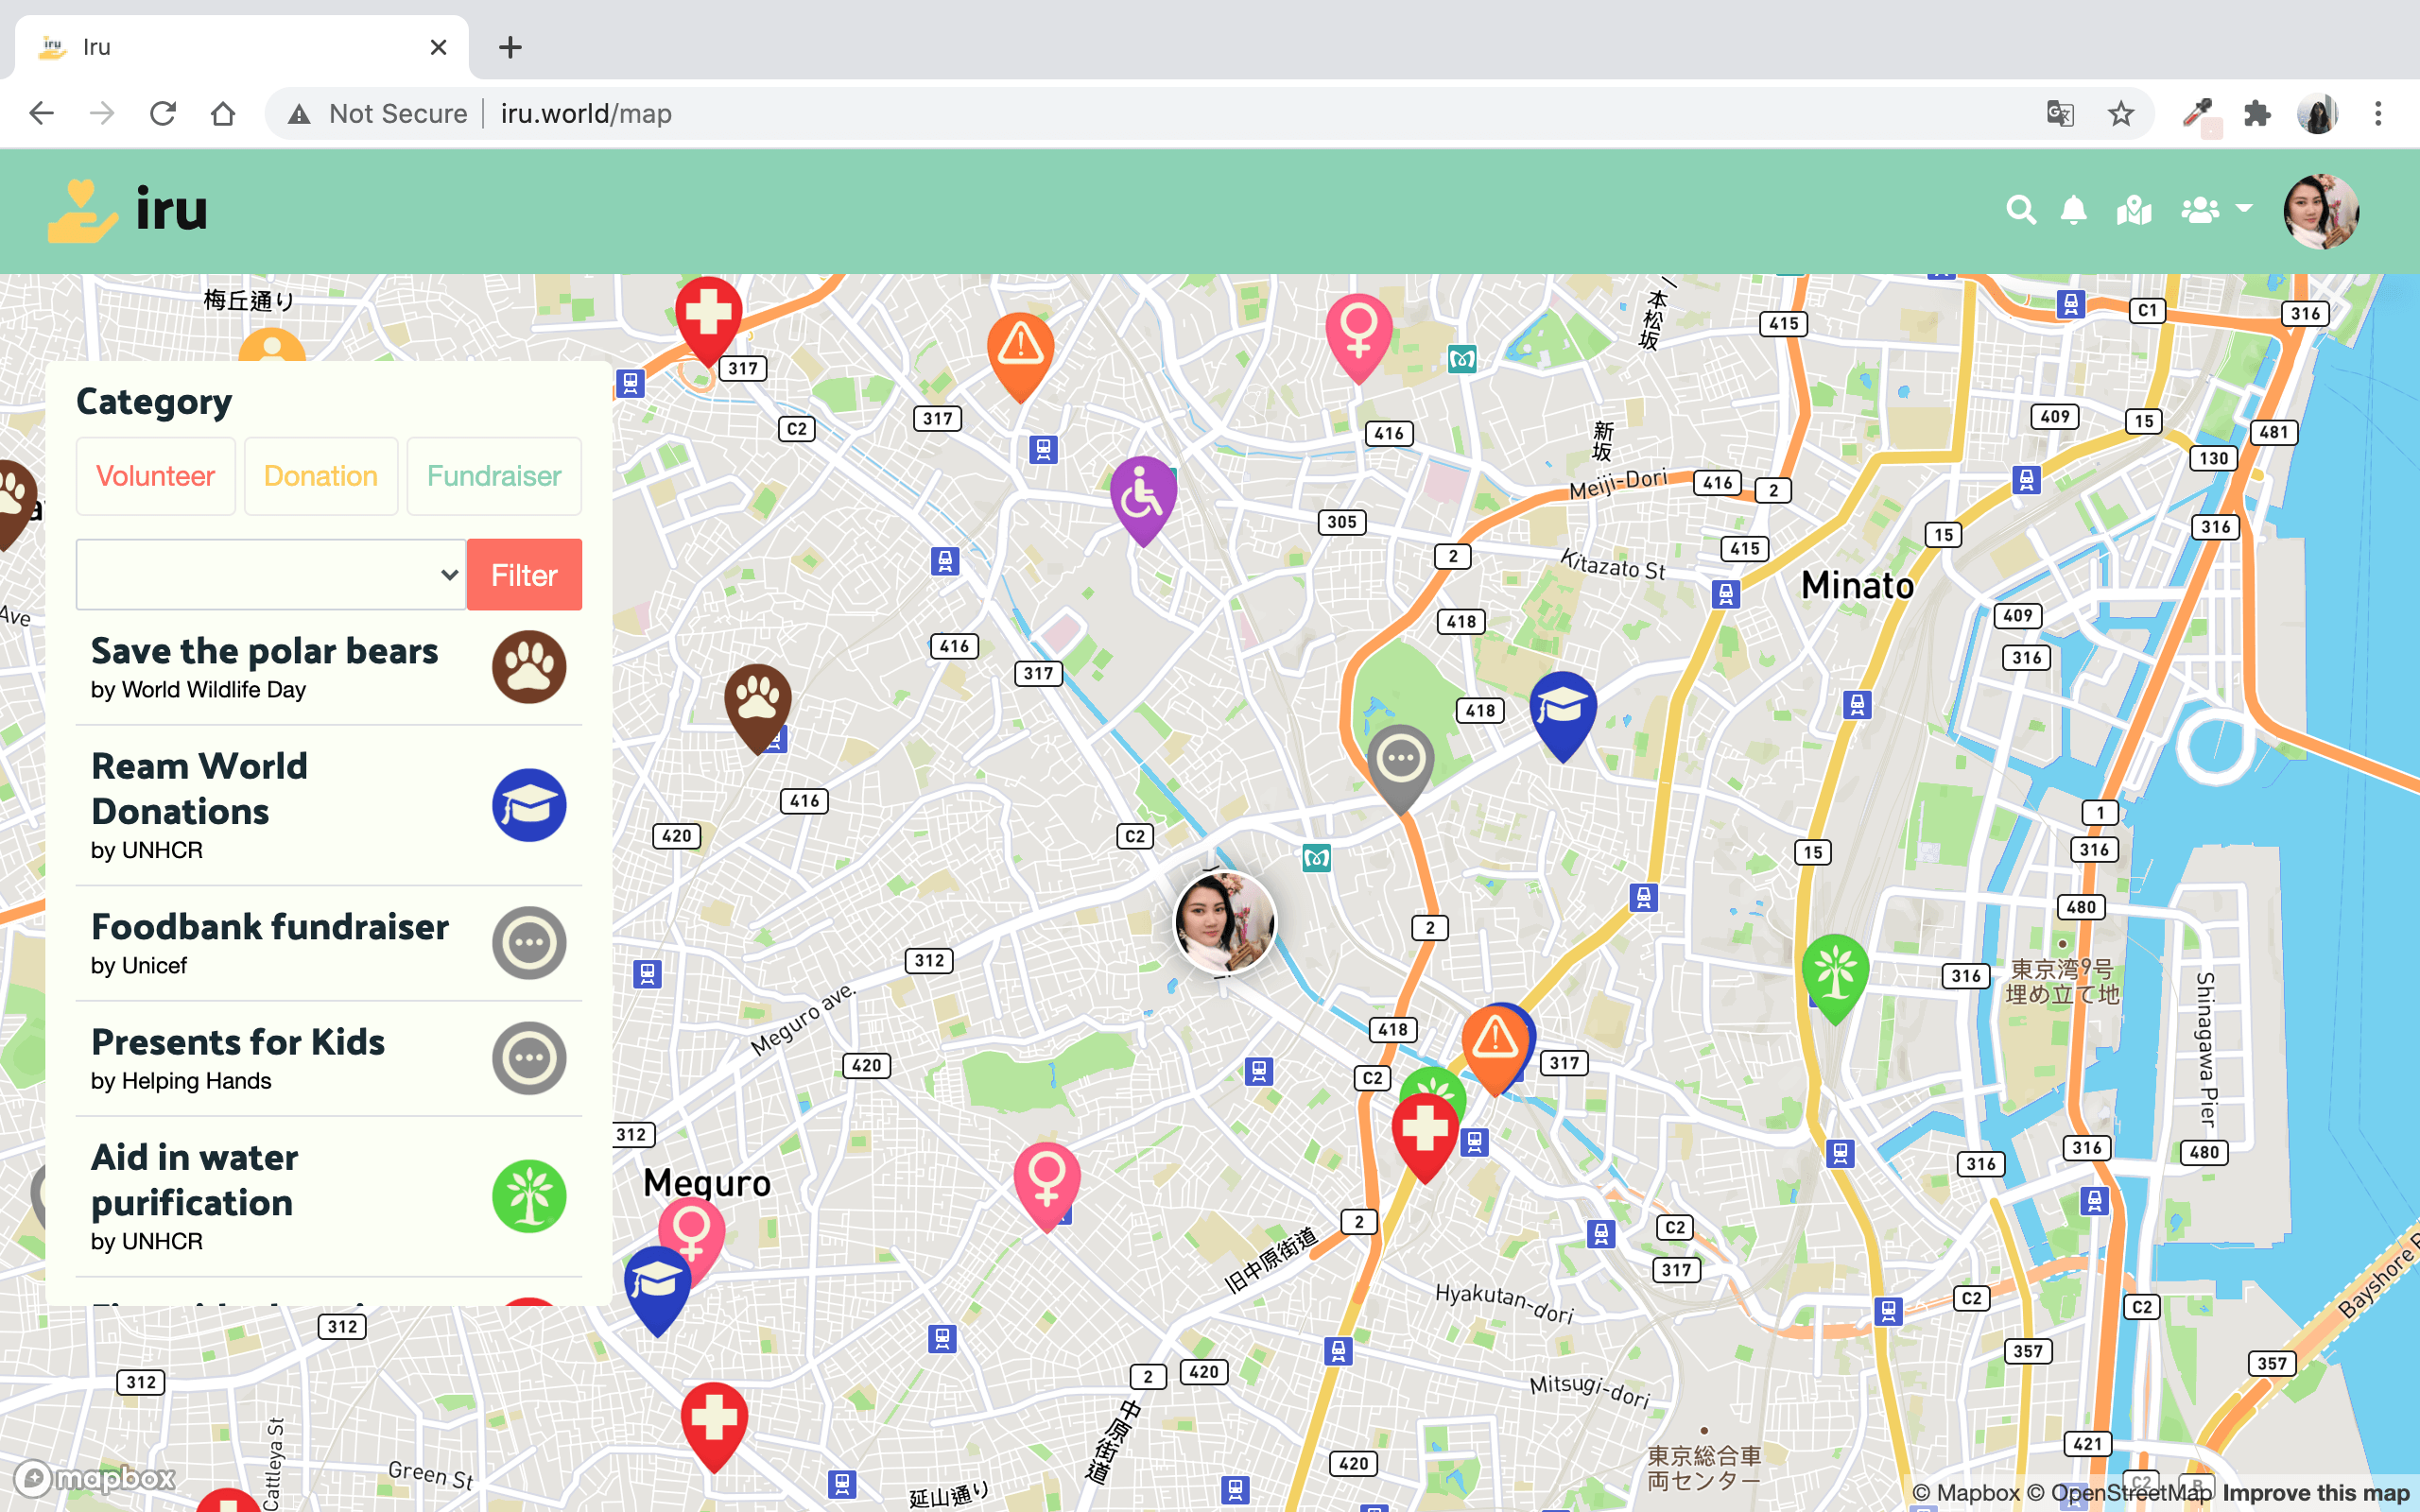 Iru
Not Secure
iru.world/map
iru
梅丘通り
Category
Volunteer
Donation
Fundraiser
Filter
Save the polar bears
by World Wildlife Day
Ream World
Donations
by UNHCR
Foodbank fundraiser
by Unicef
Presents for Kids
by Helping Hands
Aid in water
purification
by UNHCR
Ave
317
C2
317
416
一本松坂
新坂
415
C1
316
409
15
481
130
Meiji-Dori
416
2
305
2
Kitazato St
415
15
316
Minato
418
409
316
416
317
418
416
420
C2
15
1
316
480
2
312
316
東京湾9号
埋め立て地
Shinagawa Pier
Meguro ave.
418
317
420
C2
312
316
316
480
Meguro
2
旧中原街道
C2
317
Hyakutan-dori
C2
C2
Bayshore R
312
357
357
312
2
420
Mitsugi-dori
中原街道
421
東京総合車
両センター
420
Cattleya St
Green St
延山通り
C2
mapbox
© Mapbox © OpenStreetMap Improve this map